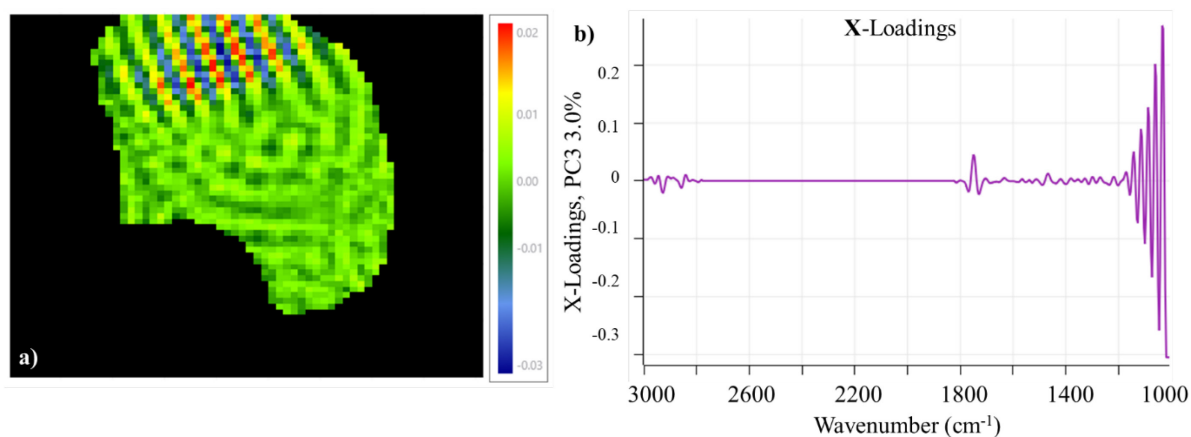 0.02
0.01
0.00
-0.01
-0.03
a)
b)
X-Loadings
X-Loadings, PC3 3.0%
0.2
0.1
0
-0.1
-0.2
-0.3
3000 2600 2200 1800 1400 1000
Wavenumber (cm⁻¹)